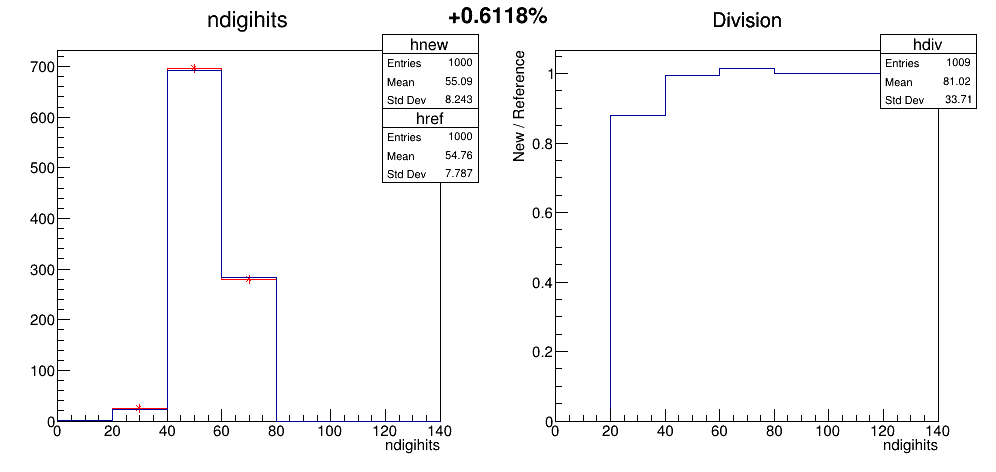 +0.6118%
ndigihits
hnew
Entries 1000
Mean 55.09
Std Dev 8.243
href
Entries 1000
Mean 54.76
Std Dev 7.787
700
600
500
400
300
200
100
0
0 20 40 60 80 100 120 140
ndigihits
Division
hdiv
Entries 1009
Mean 81.02
Std Dev 33.71
New / Reference
1
0.8
0.6
0.4
0.2
0
0 20 40 60 80 100 120 140
ndigihits